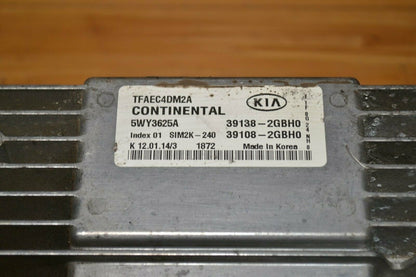 TFAEC4DM2A
CONTINENTAL KIA
5WY3625A 39138-2GBH0
Index 01 SIM2K-240 39108-2GBH0
K 12.01.14/3 1872 Made In Korea